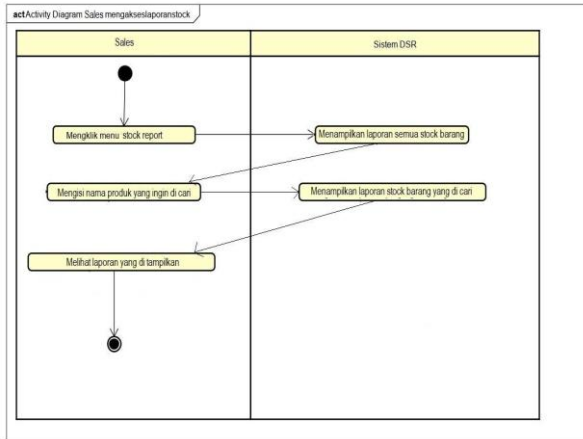 act Activity Diagram Sales mengakseslaporanstock
Sales
Sistem DSR
Mengklik menu stock report
Menampilkan laporan semua stock barang
Mengisi nama produk yang ingin di cari
Menampilkan laporan stock barang yang di cari
Melihat laporan yang di tampilkan